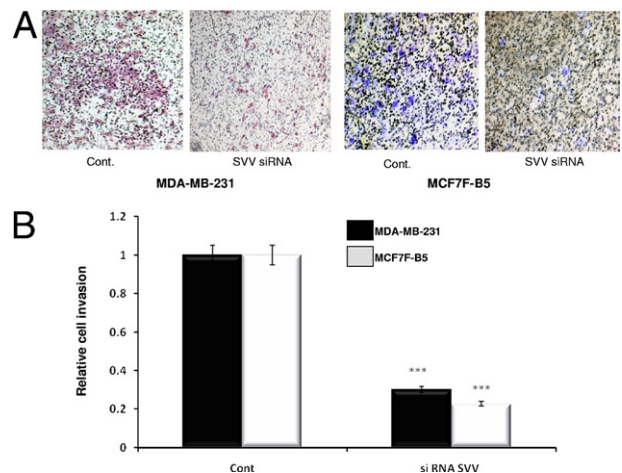 A
Cont.
SVV siRNA
Cont.
SVV siRNA
MDA-MB-231
MCF7F-B5
B
Relative cell invasion
1.2
1
0.8
0.6
0.4
0.2
0
MDA-MB-231
MCF7F-B5
***
***
Cont
si RNA SVV